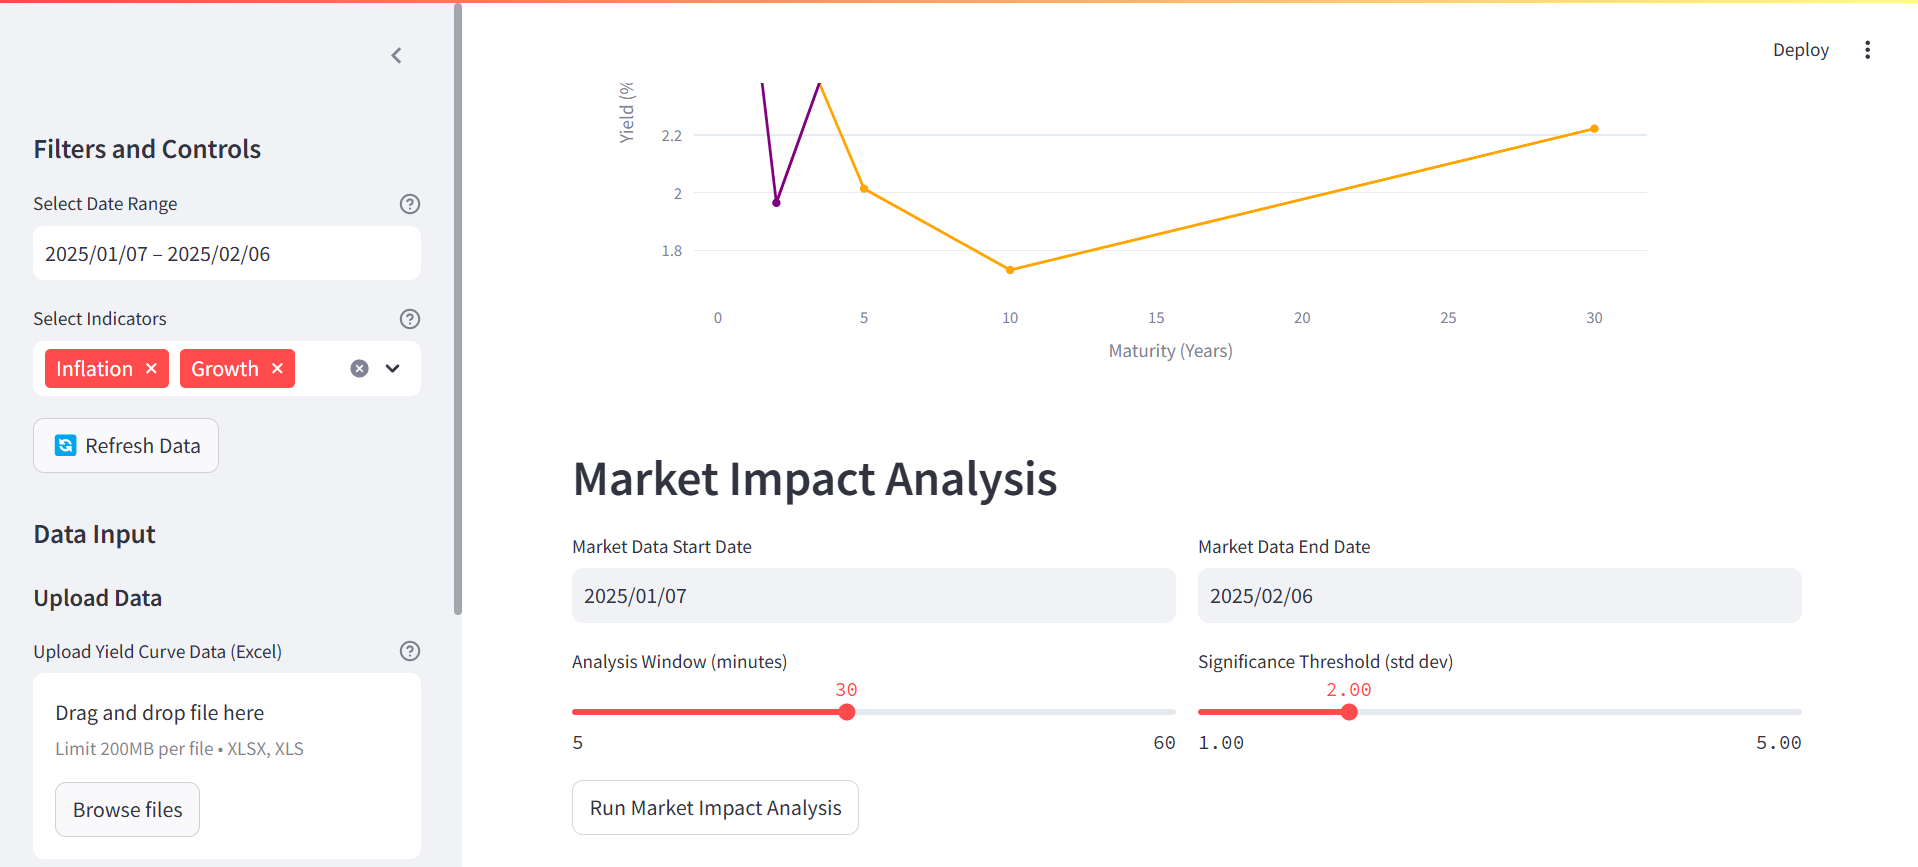 Filters and Controls
Select Date Range
2025/01/07 – 2025/02/06
Select Indicators
Inflation
Growth
Refresh Data
Data Input
Upload Data
Upload Yield Curve Data (Excel)
Drag and drop file here
Limit 200MB per file • XLSX, XLS
Browse files
Deploy
Yield (%
2.2
2
1.8
0 5 10 15 20 25 30
Maturity (Years)
Market Impact Analysis
Market Data Start Date
2025/01/07
Market Data End Date
2025/02/06
Analysis Window (minutes)
30
5 60
Significance Threshold (std dev)
2.00
1.00 5.00
Run Market Impact Analysis